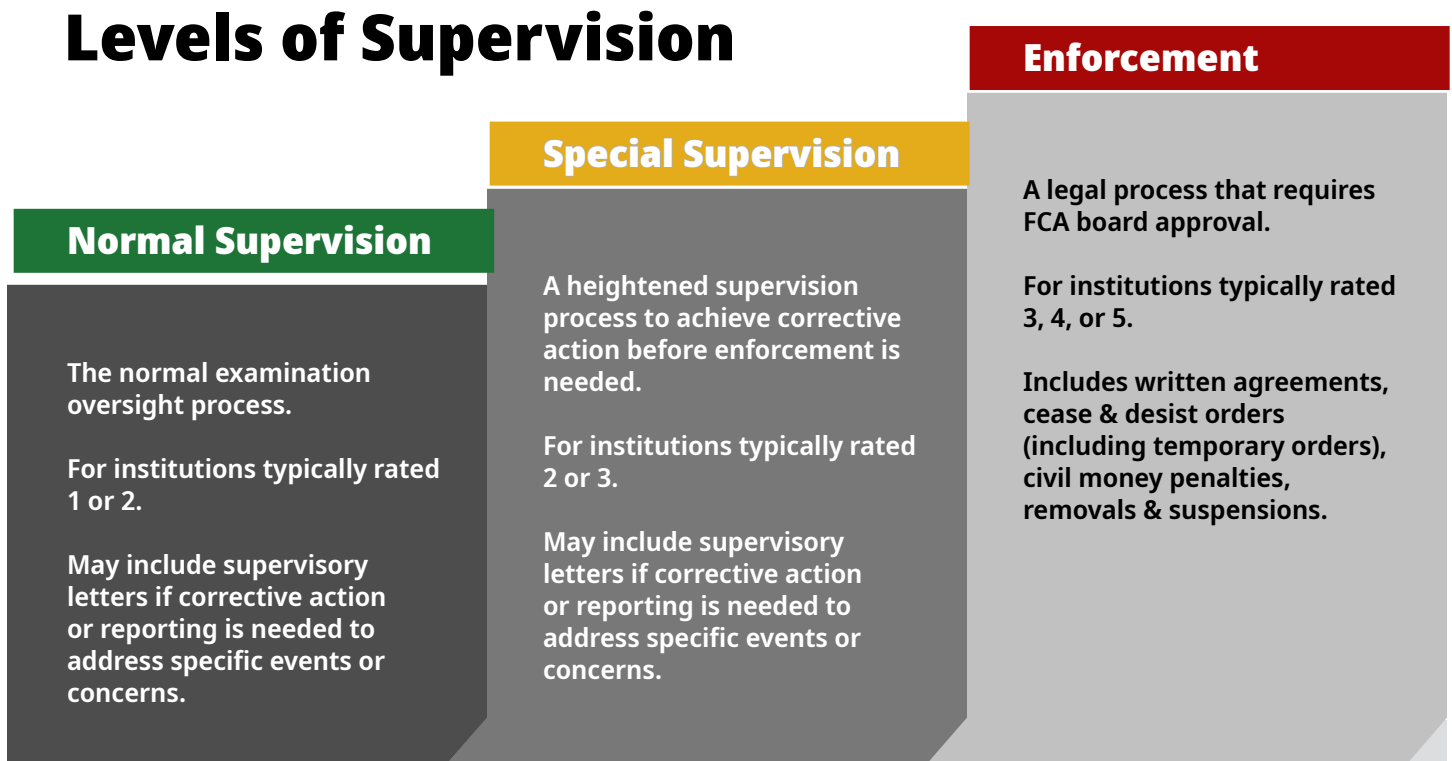 Levels of Supervision
Normal Supervision
The normal examination
oversight process.
For institutions typically rated
1 or 2.
May include supervisory
letters if corrective action
or reporting is needed to
address specific events or
concerns.
Special Supervision
A heightened supervision
process to achieve corrective
action before enforcement is
needed.
For institutions typically rated
2 or 3.
May include supervisory
letters if corrective action
or reporting is needed to
address specific events or
concerns.
Enforcement
A legal process that requires
FCA board approval.
For institutions typically rated
3, 4, or 5.
Includes written agreements,
cease & desist orders
(including temporary orders),
civil money penalties,
removals & suspensions.